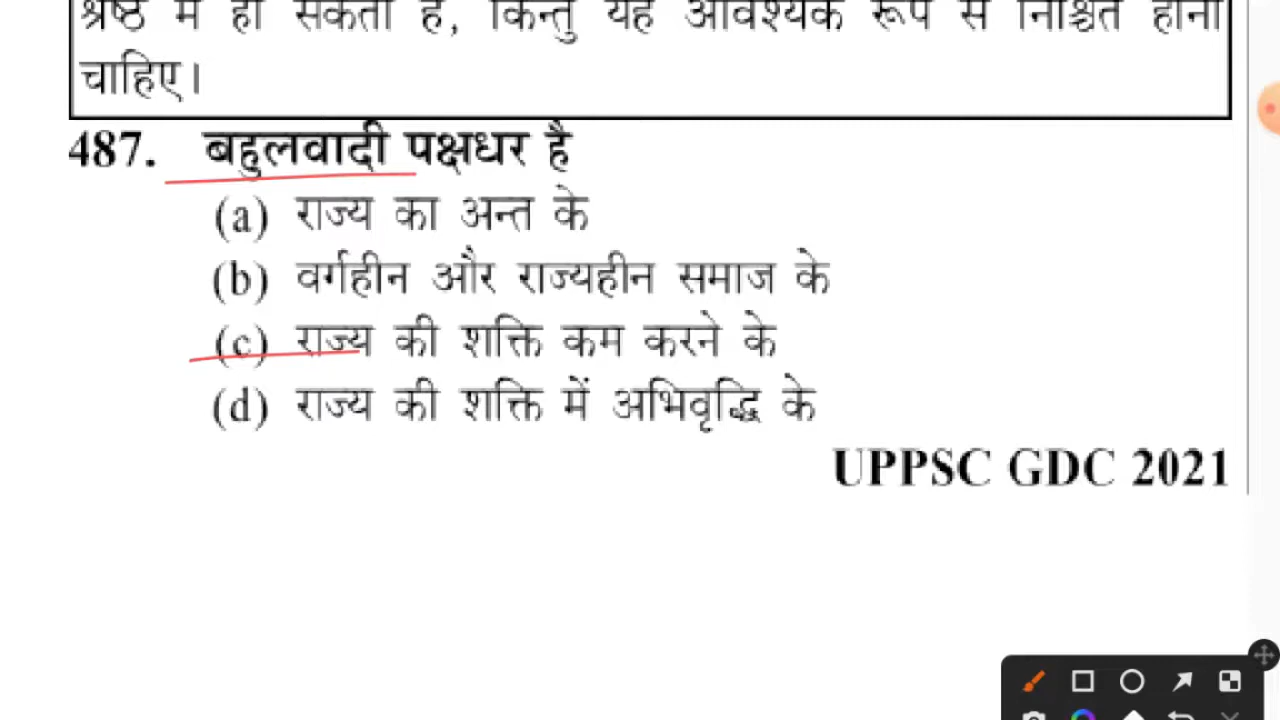 श्रेष्ठ में हो सकती है, किन्तु यह आवश्यक रूप से निश्चित होनी
चाहिए।
487. बहुलवादी पक्षधर है
(a) राज्य का अन्त के
(b) वर्गहीन और राज्यहीन समाज के
(c) राज्य की शक्ति कम करने के
(d) राज्य की शक्ति में अभिवृद्धि के
UPPSC GDC 2021